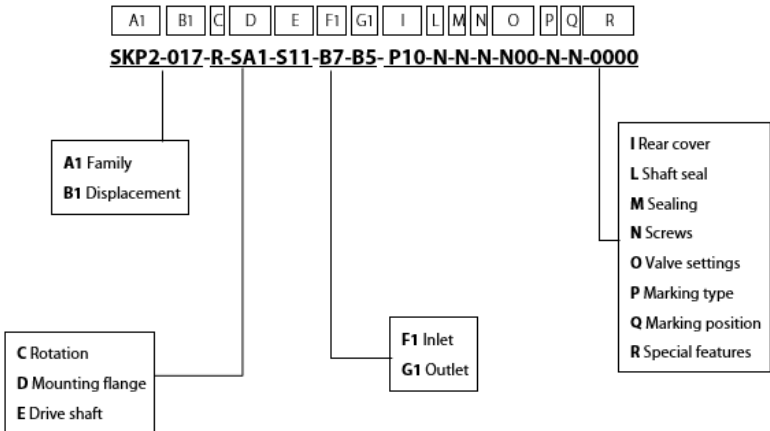 A1 B1 C D E F1 G1 I L M N O P Q R
SKP2-017-R-SA1-S11-B7-B5- P10-N-N-N-N00-N-N-0000
A1 Family
B1 Displacement
C Rotation
D Mounting flange
E Drive shaft
F1 Inlet
G1 Outlet
I Rear cover
L Shaft seal
M Sealing
N Screws
O Valve settings
P Marking type
Q Marking position
R Special features